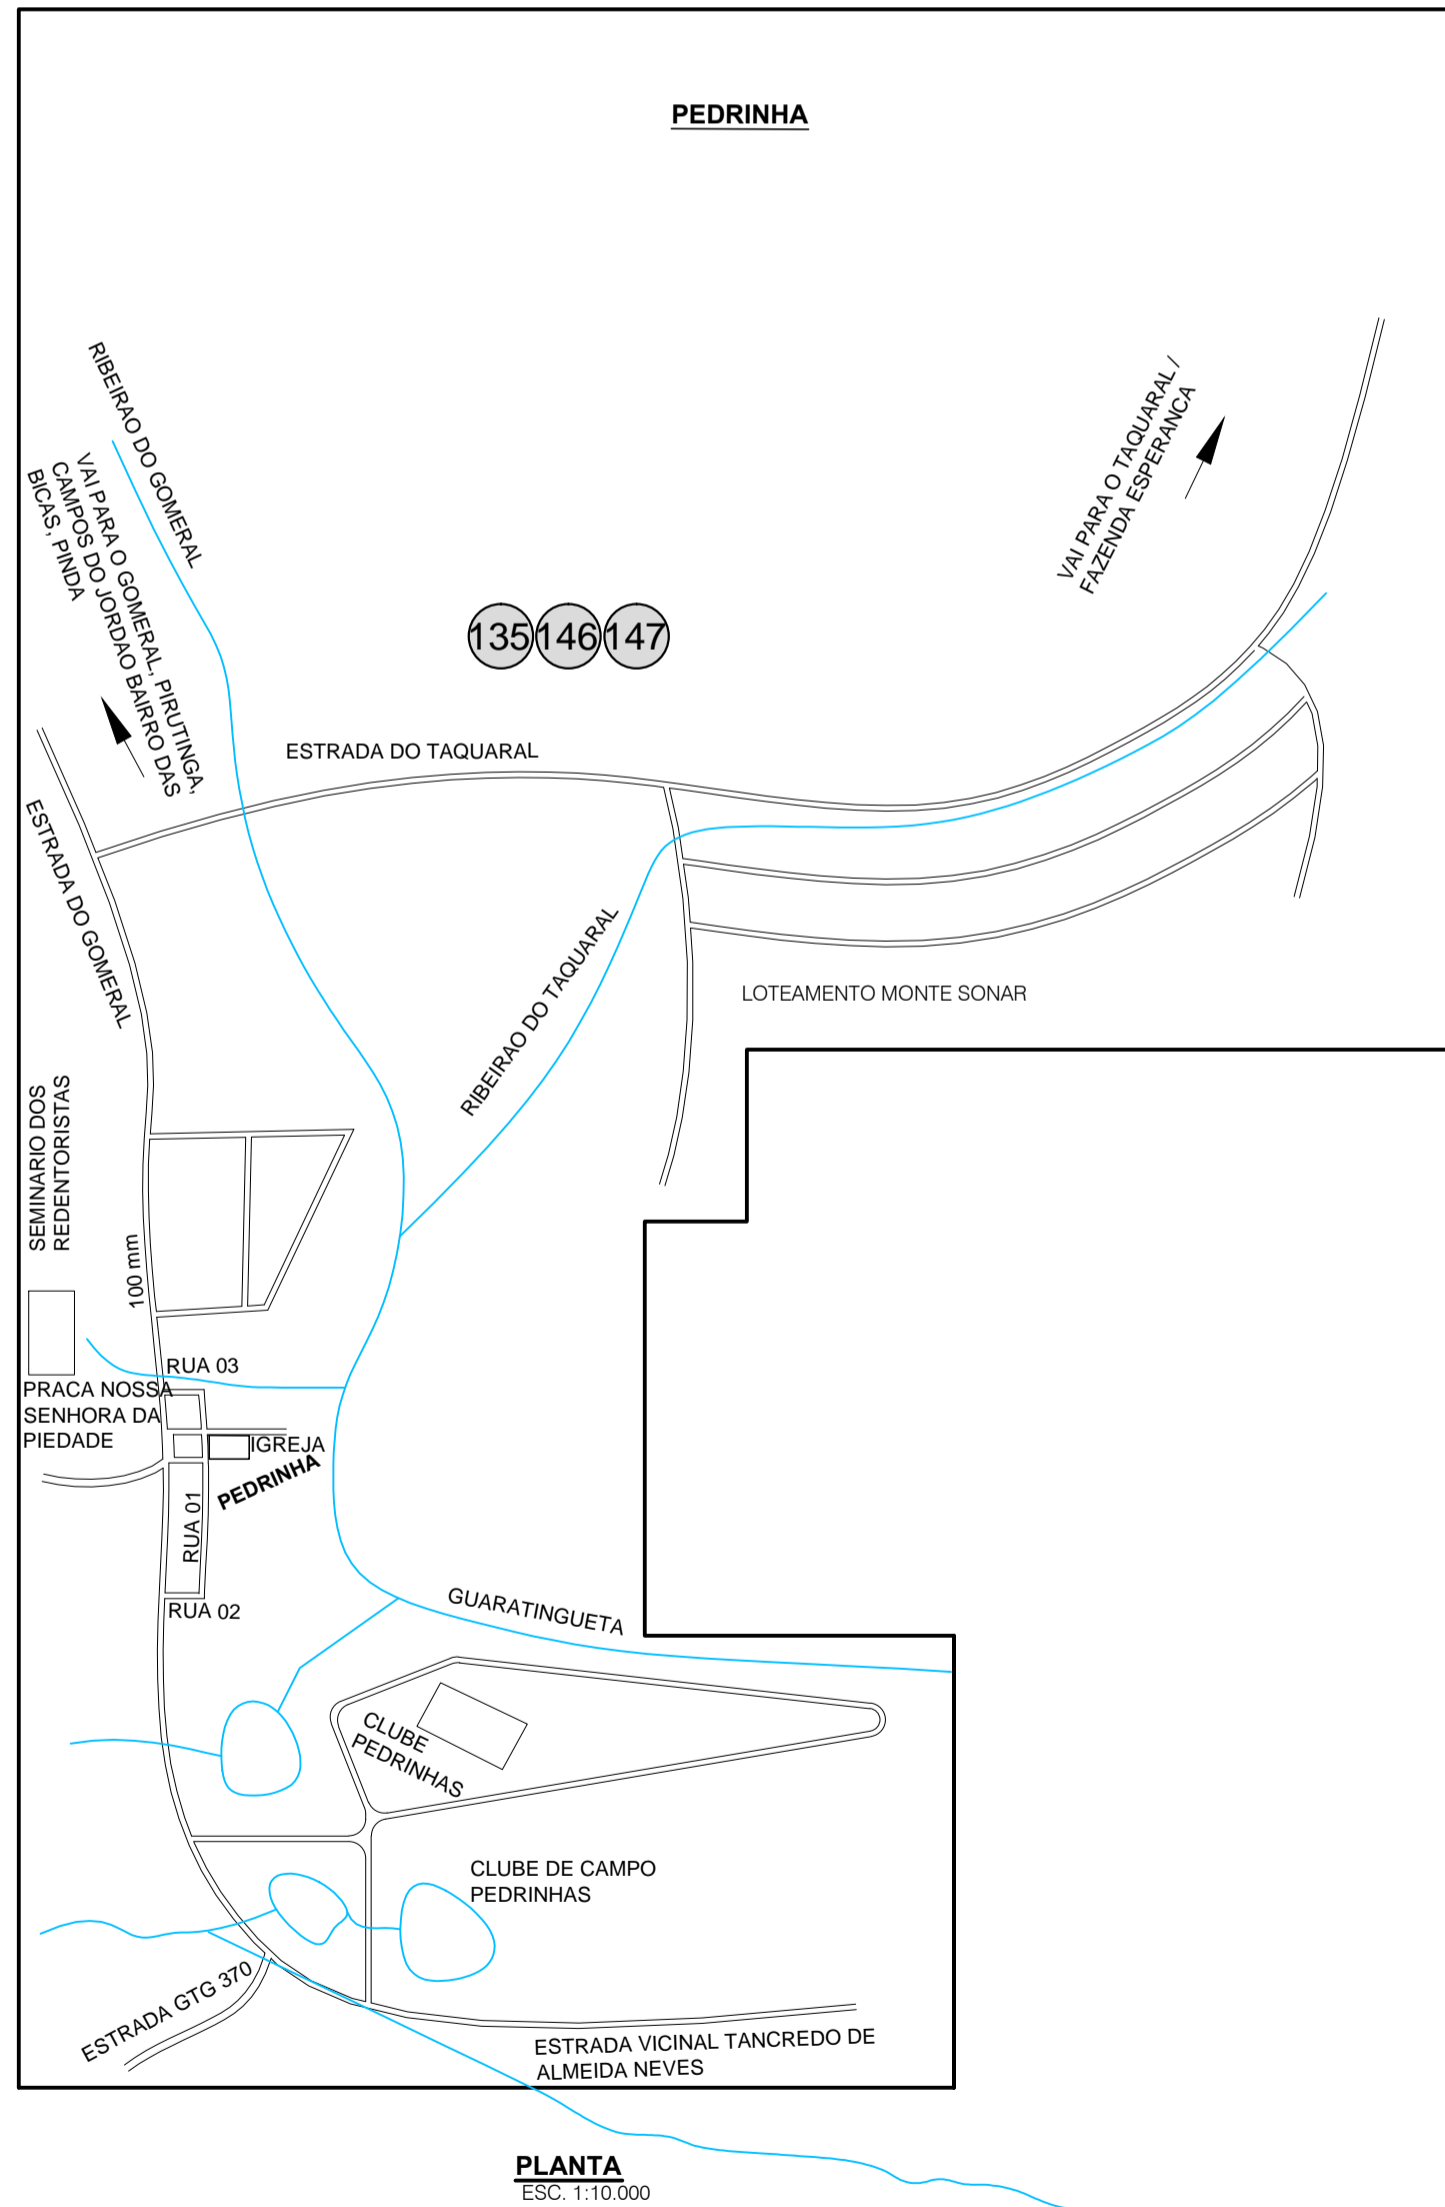 PEDRINHA
RIBEIRAO DO GOMERAL
VAI PARA O GOMERAL, PIRUTINGA,
CAMPOS DO JORDAO BAIRRO DAS
BICAS, PINDA
VAI PARA O TAQUARAL /
FAZENDA ESPERANCA
135 146 147
ESTRADA DO TAQUARAL
ESTRADA DO GOMERAL
RIBEIRAO DO TAQUARAL
LOTEAMENTO MONTE SONAR
SEMINARIO DOS
REDENTORISTAS
100 mm
RUA 03
PRACA NOSSA
SENHORA DA
PIEDADE
IGREJA
PEDRINHA
RUA 01
RUA 02
GUARATINGUETA
CLUBE
PEDRINHAS
CLUBE DE CAMPO
PEDRINHAS
ESTRADA GTG 370
ESTRADA VICINAL TANCREDO DE
ALMEIDA NEVES
PLANTA
ESC. 1:10.000